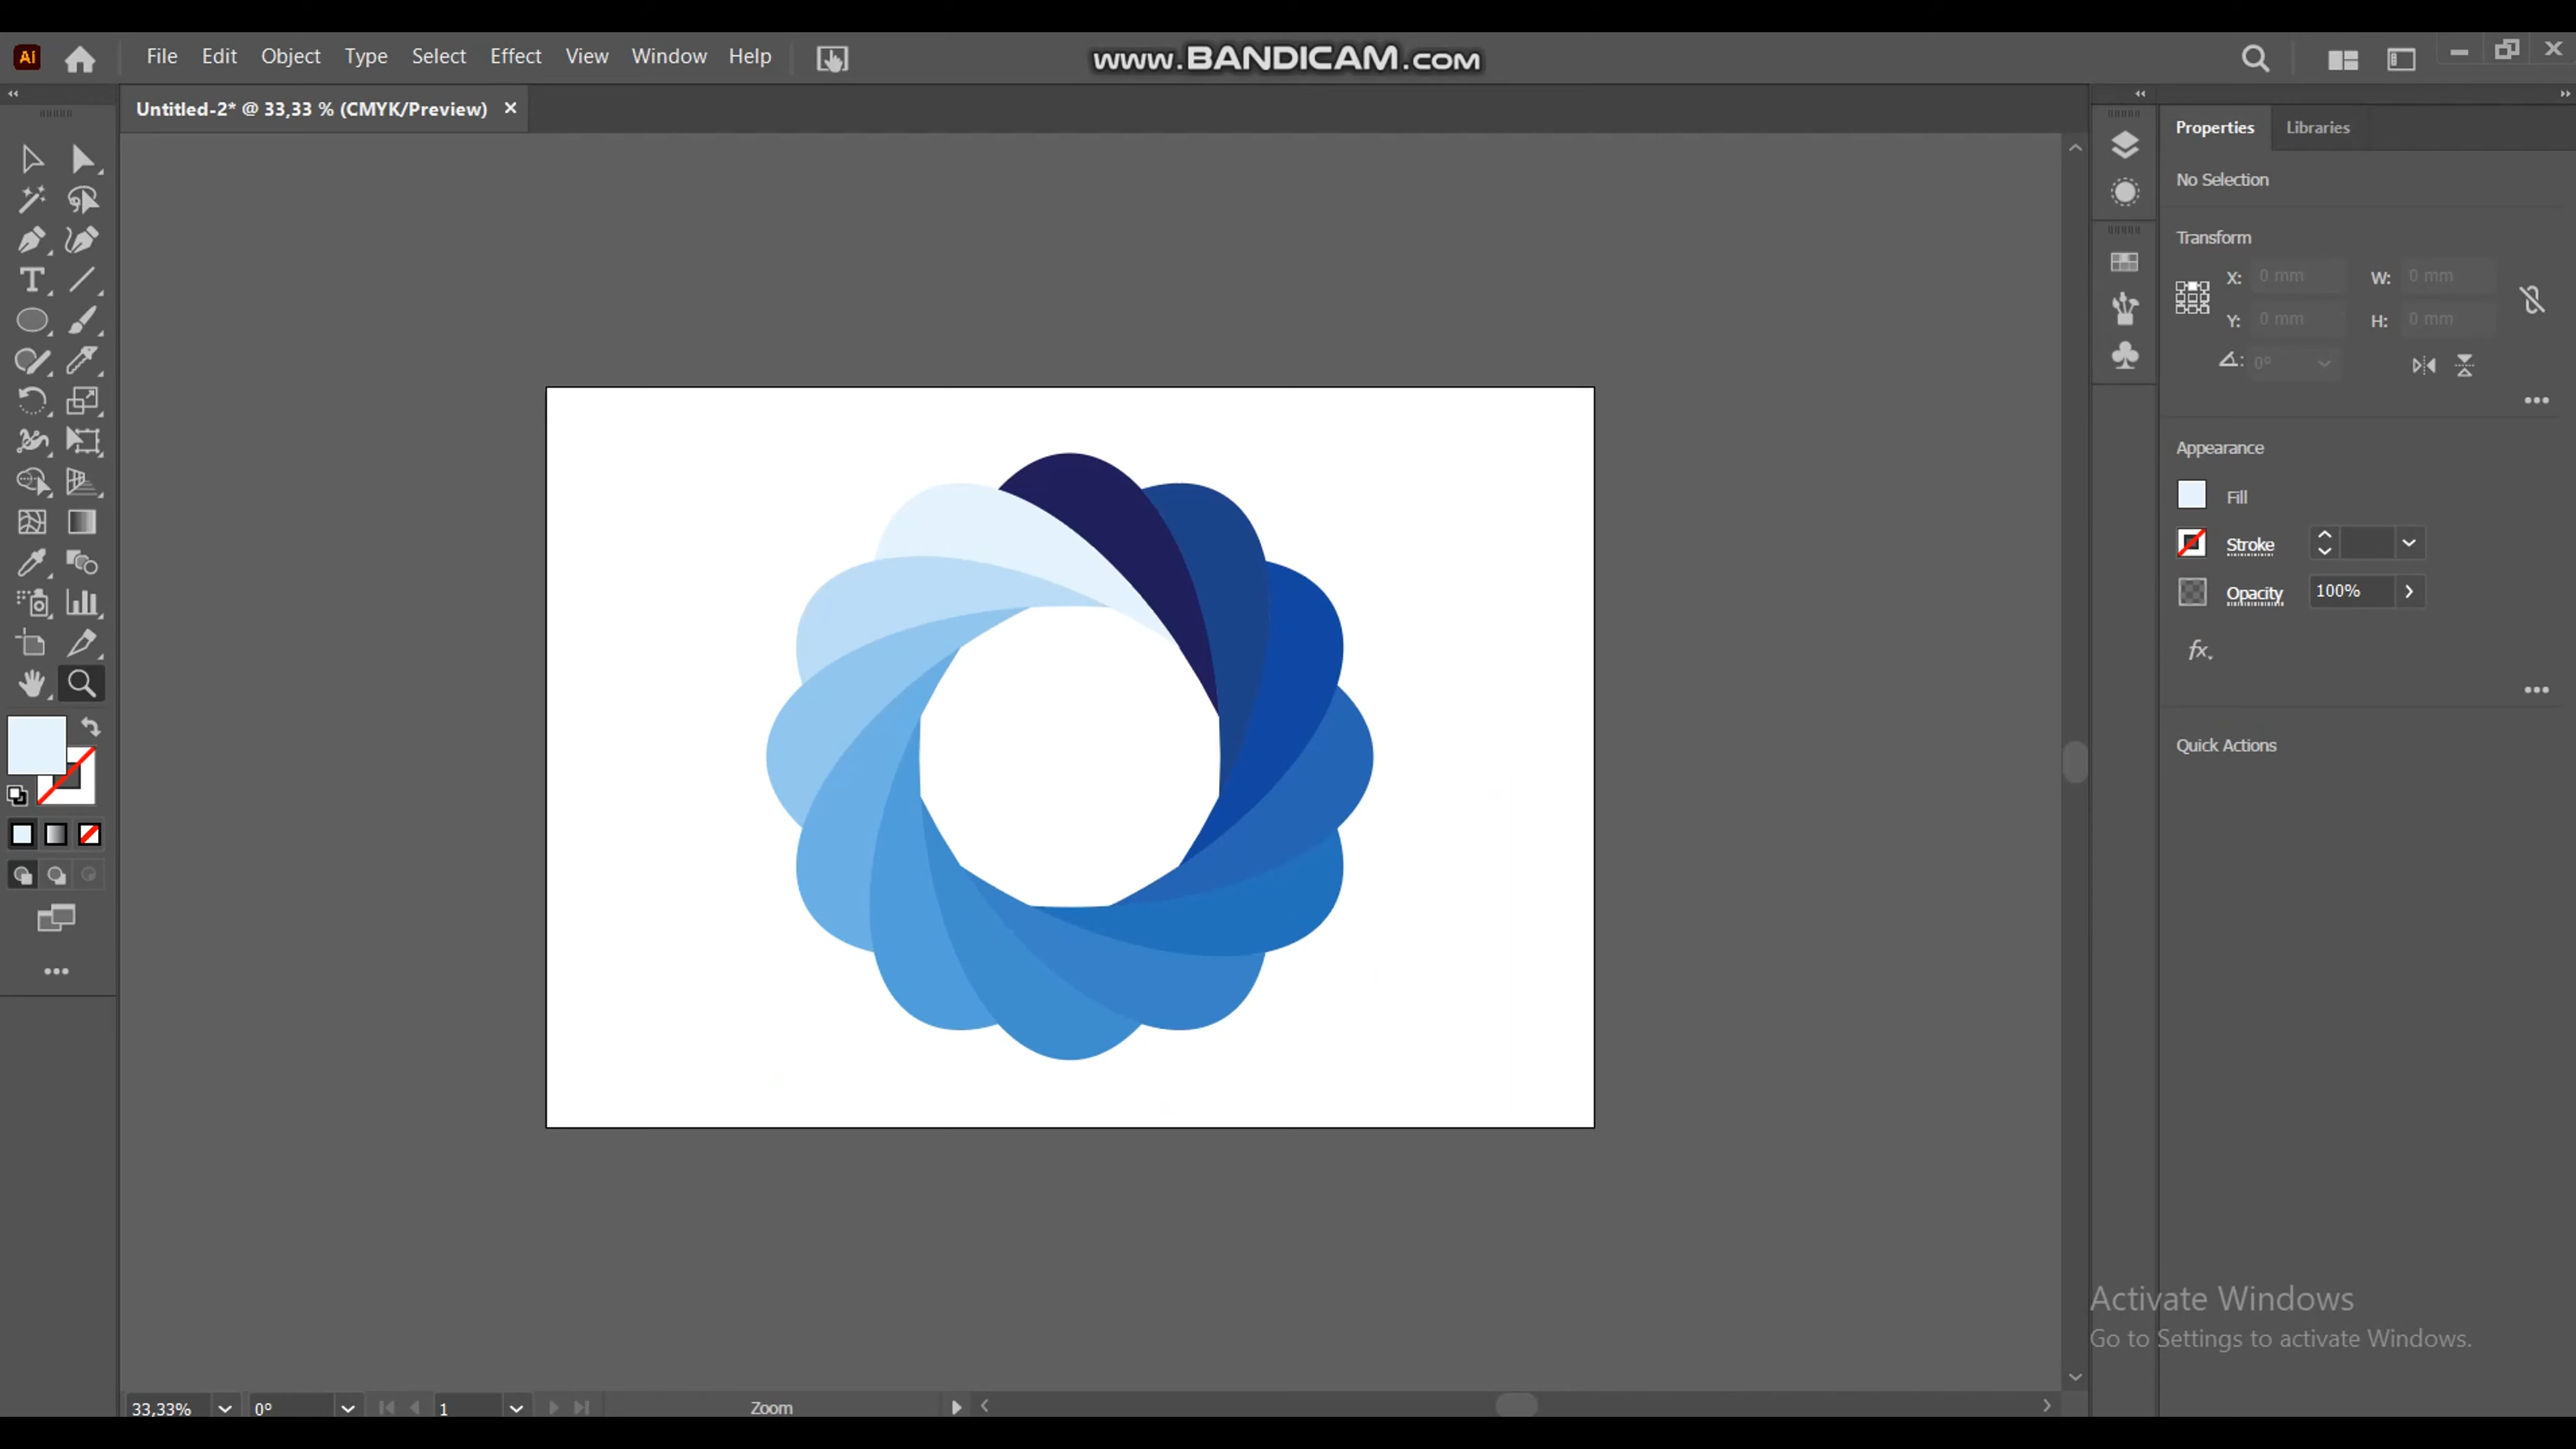 Ai File Edit Object Type Select Effect View Window Help www.BANDICAM.com
Untitled-2* @ 33,33 % (CMYK/Preview)
Properties Libraries
No Selection
Transform
X: 0 mm W: 0 mm
Y: 0 mm H: 0 mm
0°
Appearance
Fill
Stroke
Opacity 100%
fx
Quick Actions
Activate Windows
Go to Settings to activate Windows.
33,33% 0° 1 Zoom